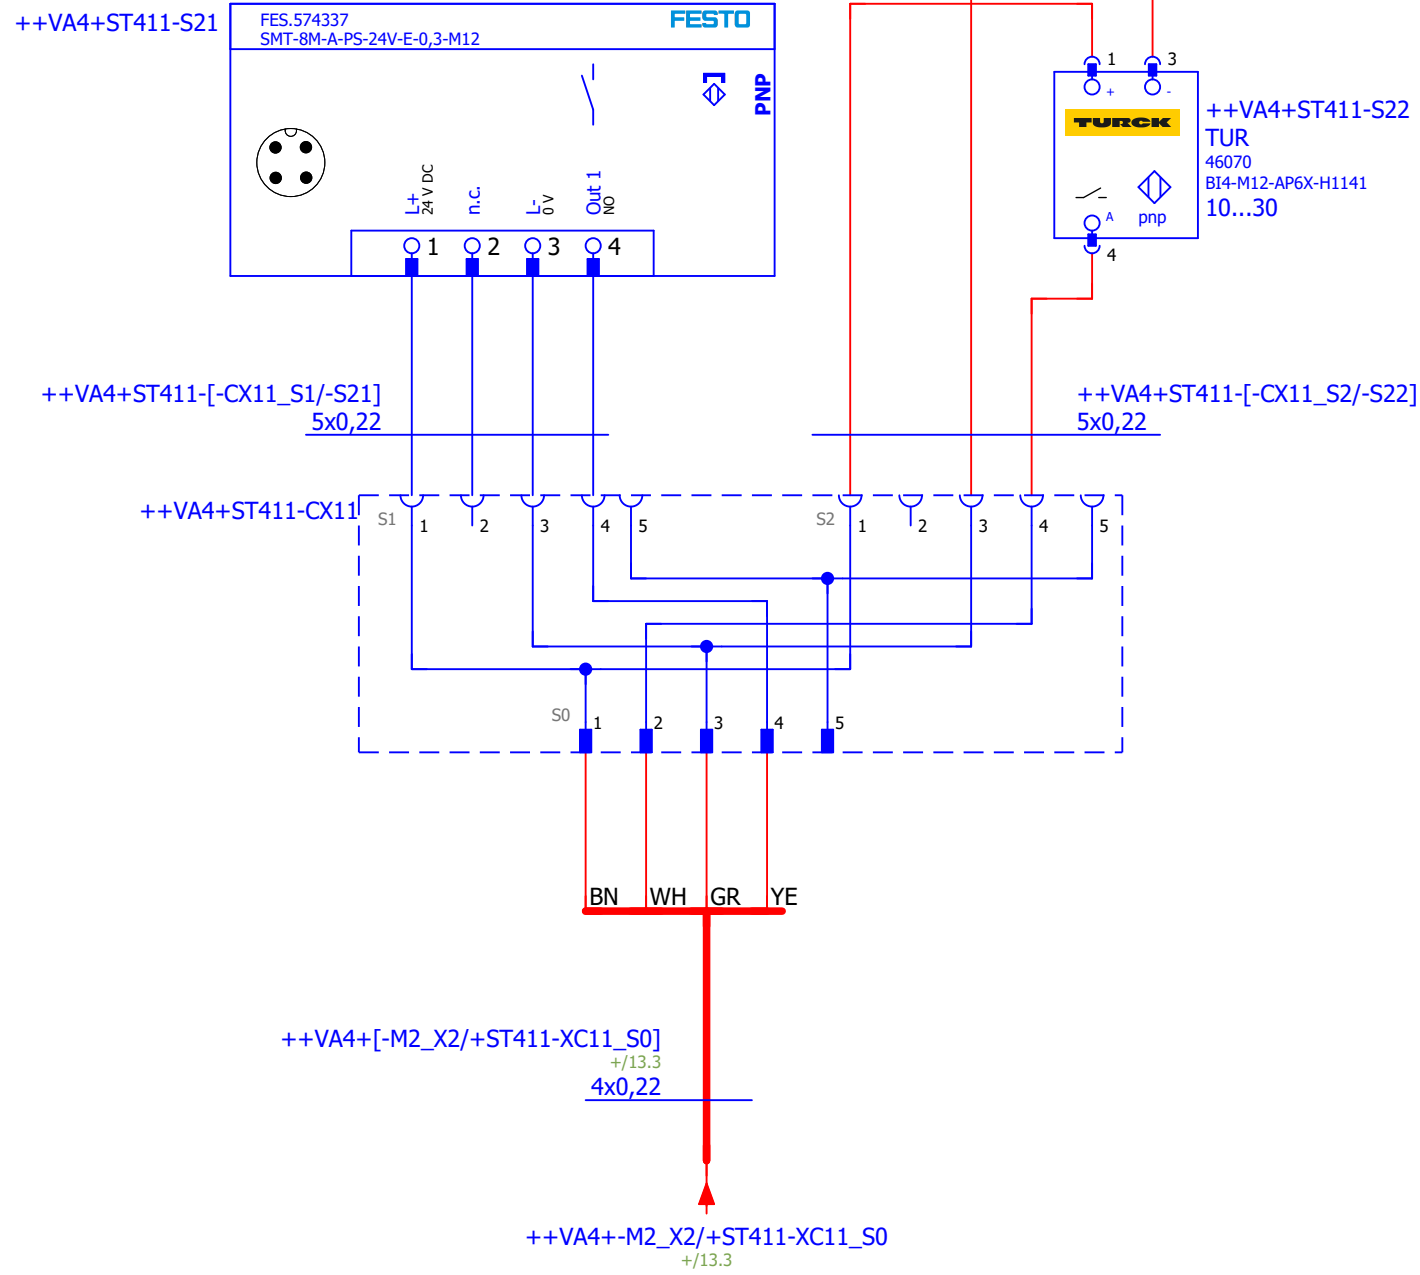 ++VA4+ST411-S21
FES.574337
SMT-8M-A-PS-24V-E-0,3-M12
FESTO
PNP
L+
24 V DC
n.c.
L-
0 V
Out 1
NO
1 2 3 4
1 3
+ -
TURCK
A
pnp
4
++VA4+ST411-S22
TUR
46070
BI4-M12-AP6X-H1141
10...30
++VA4+ST411-[-CX11_S1/-S21]
5x0,22
++VA4+ST411-[-CX11_S2/-S22]
5x0,22
++VA4+ST411-CX11
S1 1 2 3 4 5 S2 1 2 3 4 5
S0 1 2 3 4 5
BN WH GR YE
++VA4+[-M2_X2/+ST411-XC11_S0]
+/13.3
4x0,22
++VA4+-M2_X2/+ST411-XC11_S0
+/13.3